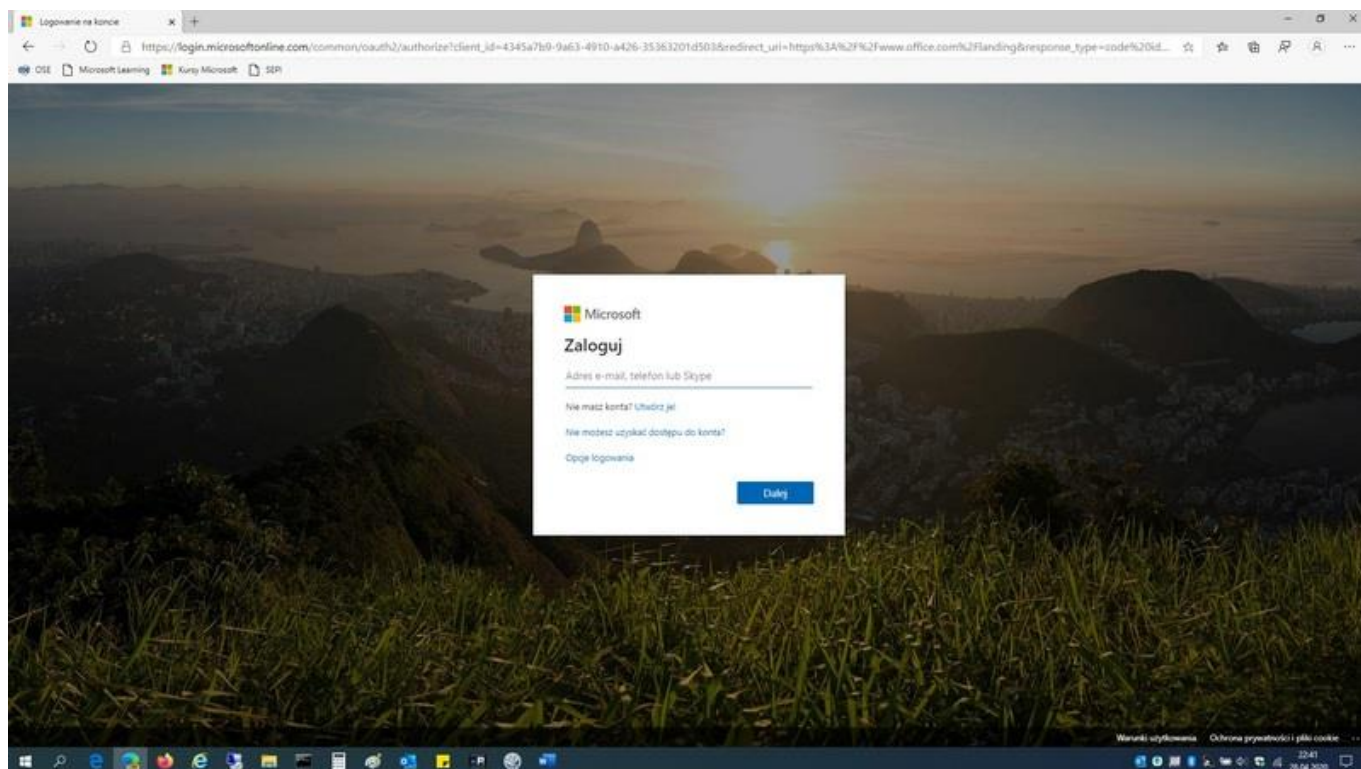 Logowanie na koncie
https://login.microsoftonline.com/common/oauth2/authorize?client_id=4345a7b9-9a63-4910-a426-35363201d503&redirect_uri=https%3A%2F%2Fwww.office.com%2Flanding&response_type=code%20id...
OSE Microsoft Learning Kursy Microsoft SEPI
Microsoft
Zaloguj
Adres e-mail, telefon lub Skype
Nie masz konta? Utwórz je!
Nie możesz uzyskać dostępu do konta?
Opcje logowania
Dalej
Warunki użytkowania Ochrona prywatności i pliki cookie ...
22:41
28.04.2020